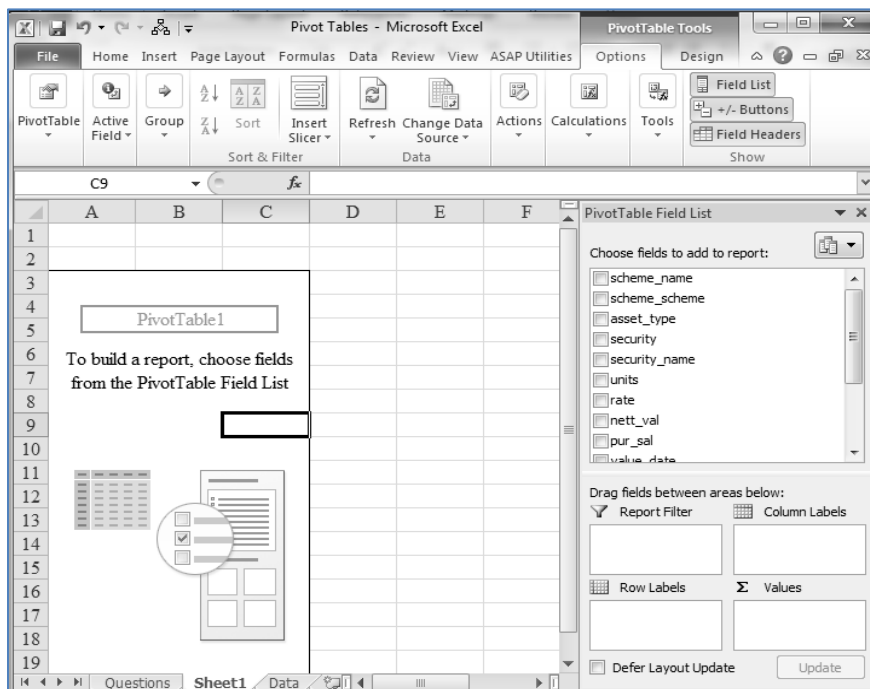 Pivot Tables - Microsoft Excel
PivotTable Tools
File Home Insert Page Layout Formulas Data Review View ASAP Utilities Options Design
PivotTable
Active Field
Group
Sort
Insert Slicer
Sort & Filter
Refresh
Change Data Source
Data
Actions
Calculations
Tools
Field List
+/- Buttons
Field Headers
Show
C9
fx
A B C D E F
1
2
3
4
5
6
7
8
9
10
11
12
13
14
15
16
17
18
19
PivotTable1
To build a report, choose fields
from the PivotTable Field List
PivotTable Field List
Choose fields to add to report:
scheme_name
scheme_scheme
asset_type
security
security_name
units
rate
nett_val
pur_sal
value_date
Drag fields between areas below:
Report Filter
Column Labels
Row Labels
Σ Values
Defer Layout Update
Update
Questions Sheet1 Data